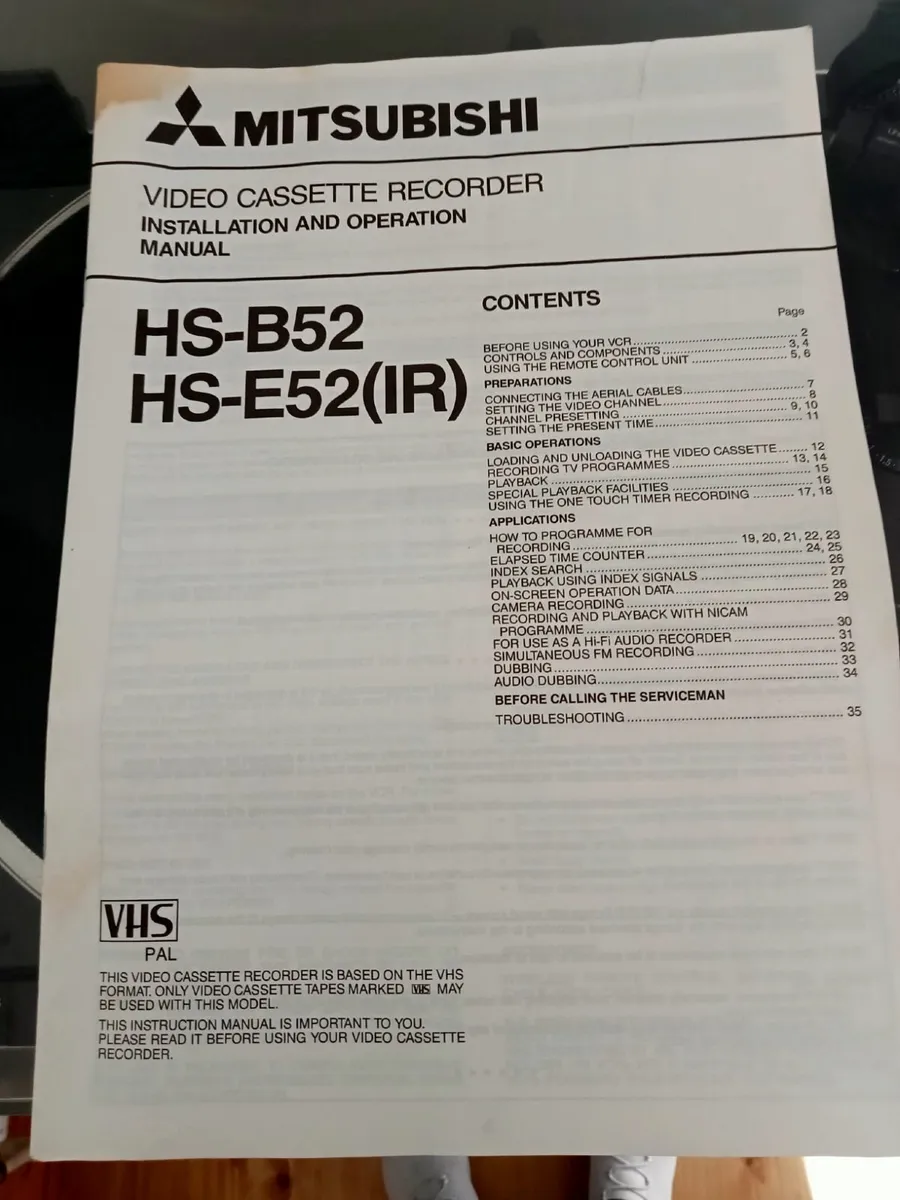 MITSUBISHI
VIDEO CASSETTE RECORDER
INSTALLATION AND OPERATION
MANUAL
HS-B52
HS-E52(IR)
CONTENTS
Page
BEFORE USING YOUR VCR.......................................... 2
CONTROLS AND COMPONENTS ................................ 3, 4
USING THE REMOTE CONTROL UNIT ........................ 5, 6
PREPARATIONS
CONNECTING THE AERIAL CABLES................................ 7
SETTING THE VIDEO CHANNEL..................................... 8
CHANNEL PRESETTING .......................................... 9, 10
SETTING THE PRESENT TIME...................................... 11
BASIC OPERATIONS
LOADING AND UNLOADING THE VIDEO CASSETTE........ 12
RECORDING TV PROGRAMMES .............................. 13, 14
PLAYBACK ................................................................. 15
SPECIAL PLAYBACK FACILITIES .................................. 16
USING THE ONE TOUCH TIMER RECORDING ........... 17, 18
APPLICATIONS
HOW TO PROGRAMME FOR
RECORDING.......................................... 19, 20, 21, 22, 23
ELAPSED TIME COUNTER........................................ 24, 25
INDEX SEARCH ............................................................ 26
PLAYBACK USING INDEX SIGNALS ................................ 27
ON-SCREEN OPERATION DATA...................................... 28
CAMERA RECORDING .................................................. 29
RECORDING AND PLAYBACK WITH NICAM
PROGRAMME ............................................................... 30
FOR USE AS A Hi-Fi AUDIO RECORDER .......................... 31
SIMULTANEOUS FM RECORDING .................................. 32
DUBBING...................................................................... 33
AUDIO DUBBING........................................................... 34
BEFORE CALLING THE SERVICEMAN
TROUBLESHOOTING ..................................................... 35
VHS
PAL
THIS VIDEO CASSETTE RECORDER IS BASED ON THE VHS
FORMAT. ONLY VIDEO CASSETTE TAPES MARKED VHS MAY
BE USED WITH THIS MODEL.
THIS INSTRUCTION MANUAL IS IMPORTANT TO YOU.
PLEASE READ IT BEFORE USING YOUR VIDEO CASSETTE
RECORDER.